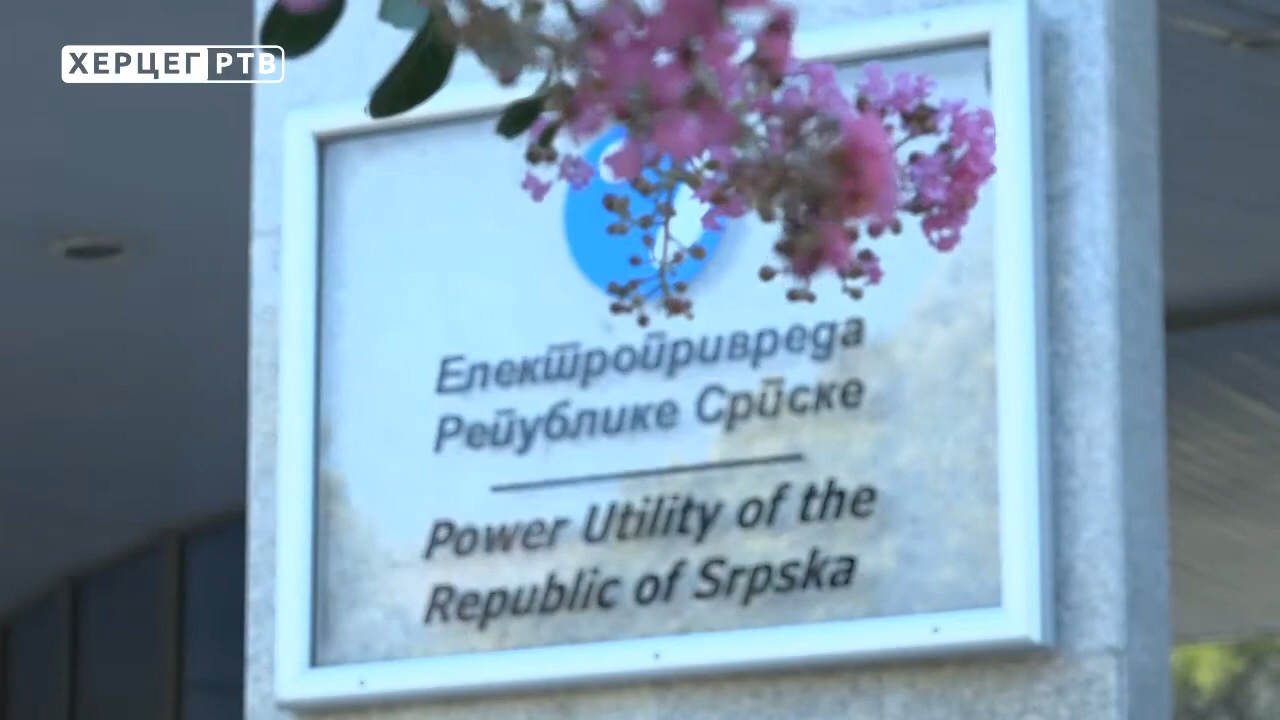 ХЕРЦЕГ РТВ
Електропривреда
Републике Српске
Power Utility of the
Republic of Srpska